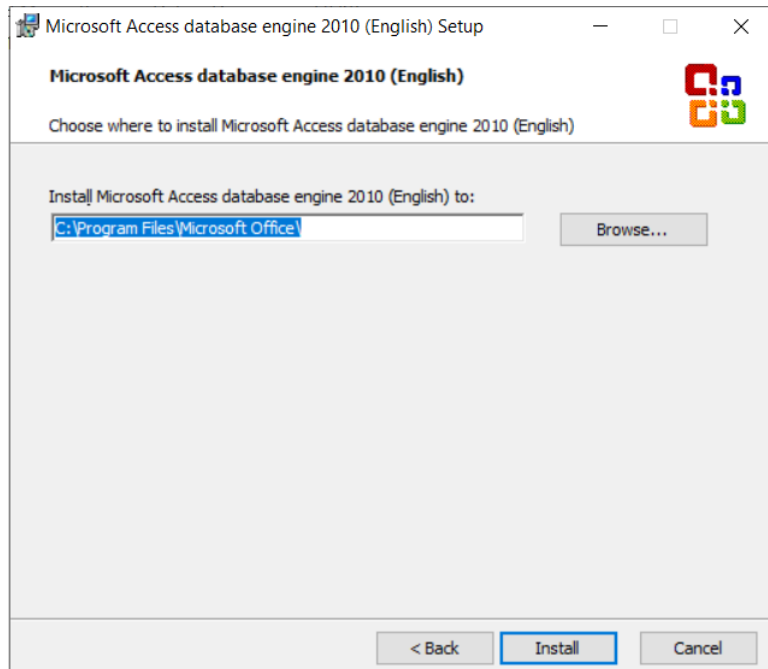 Microsoft Access database engine 2010 (English) Setup
Microsoft Access database engine 2010 (English)
Choose where to install Microsoft Access database engine 2010 (English)
Install Microsoft Access database engine 2010 (English) to:
C:\Program Files\Microsoft Office\
Browse...
< Back
Install
Cancel